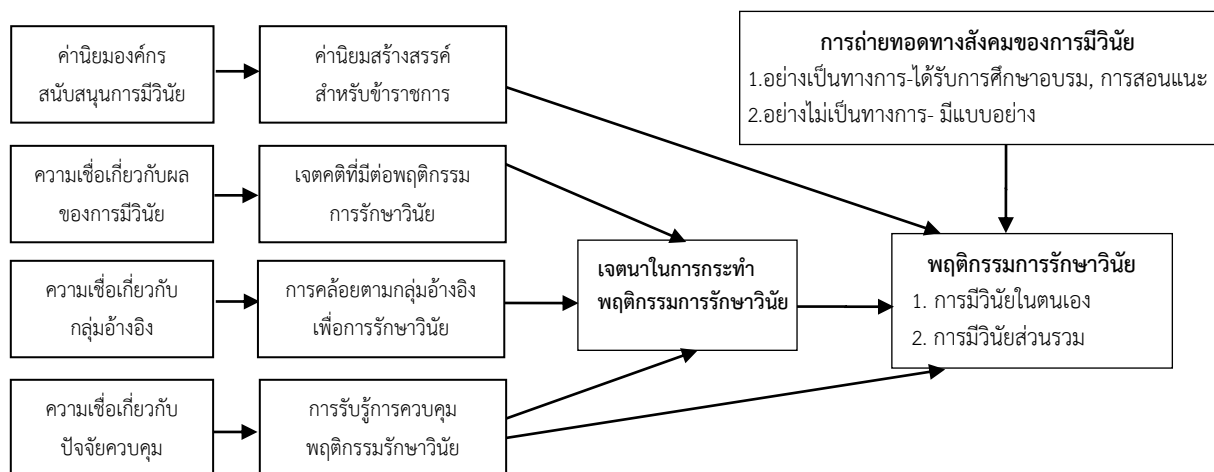 ค่านิยมองค์กร
สนับสนุนการมีวินัย
ค่านิยมสร้างสรรค์
สำหรับข้าราชการ
การถ่ายทอดทางสังคมของการมีวินัย
1.อย่างเป็นทางการ-ได้รับการศึกษาอบรม, การสอนแนะ
2.อย่างไม่เป็นทางการ- มีแบบอย่าง
ความเชื่อเกี่ยวกับผล
ของการมีวินัย
เจตคติที่มีต่อพฤติกรรม
การรักษาวินัย
ความเชื่อเกี่ยวกับ
กลุ่มอ้างอิง
การคล้อยตามกลุ่มอ้างอิง
เพื่อการรักษาวินัย
เจตนาในการกระทำ
พฤติกรรมการรักษาวินัย
พฤติกรรมการรักษาวินัย
1. การมีวินัยในตนเอง
2. การมีวินัยส่วนรวม
ความเชื่อเกี่ยวกับ
ปัจจัยควบคุม
การรับรู้การควบคุม
พฤติกรรมรักษาวินัย